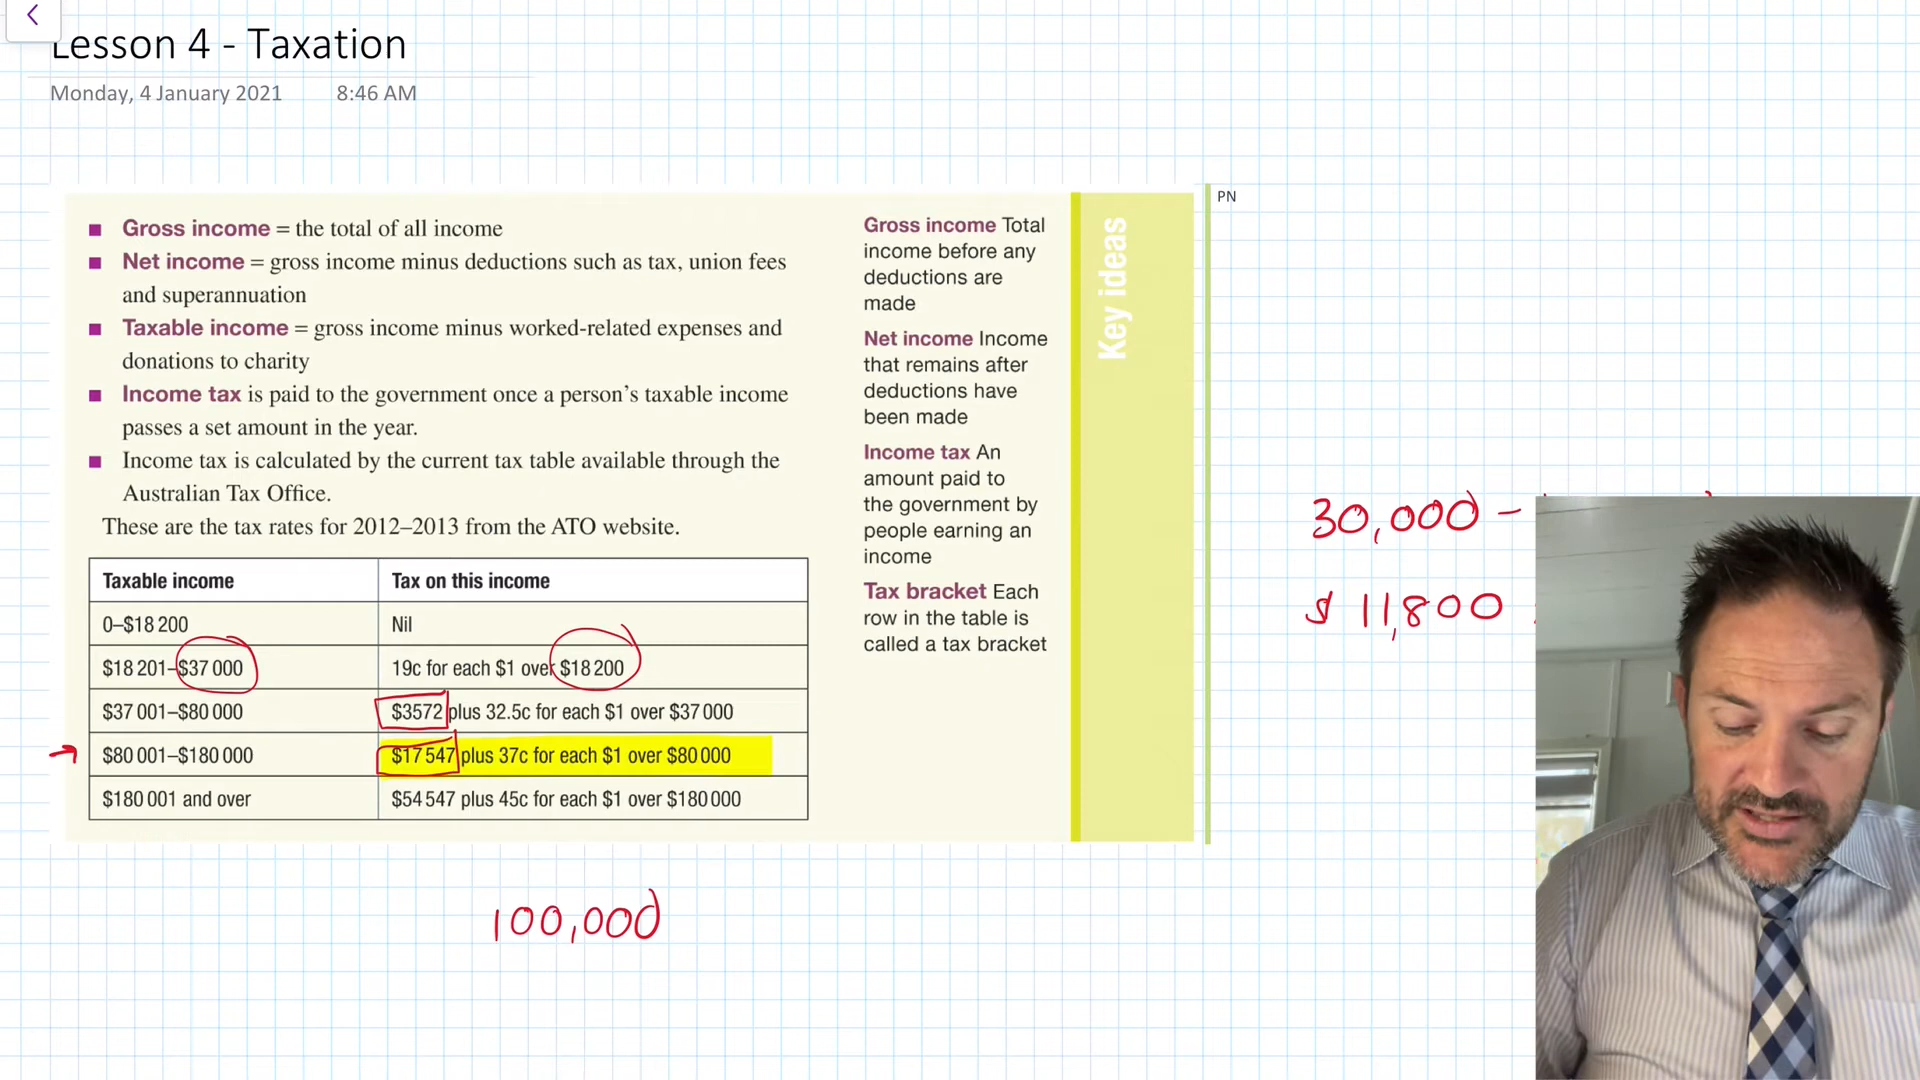 Lesson 4 - Taxation
Monday, 4 January 2021 8:46 AM
■ Gross income = the total of all income
■ Net income = gross income minus deductions such as tax, union fees
and superannuation
■ Taxable income = gross income minus worked-related expenses and
donations to charity
■ Income tax is paid to the government once a person's taxable income
passes a set amount in the year.
■ Income tax is calculated by the current tax table available through the
Australian Tax Office.
These are the tax rates for 2012–2013 from the ATO website.
Taxable income Tax on this income
0–$18 200 Nil
$18 201–$37 000 19c for each $1 over $18 200
$37 001–$80 000 $3572 plus 32.5c for each $1 over $37 000
$80 001–$180 000 $17 547 plus 37c for each $1 over $80 000
$180 001 and over $54 547 plus 45c for each $1 over $180 000
Gross income Total
income before any
deductions are
made
Net income Income
that remains after
deductions have
been made
Income tax An
amount paid to
the government by
people earning an
income
Tax bracket Each
row in the table is
called a tax bracket
Key ideas
PN
30,000 –
$ 11,800
100,000